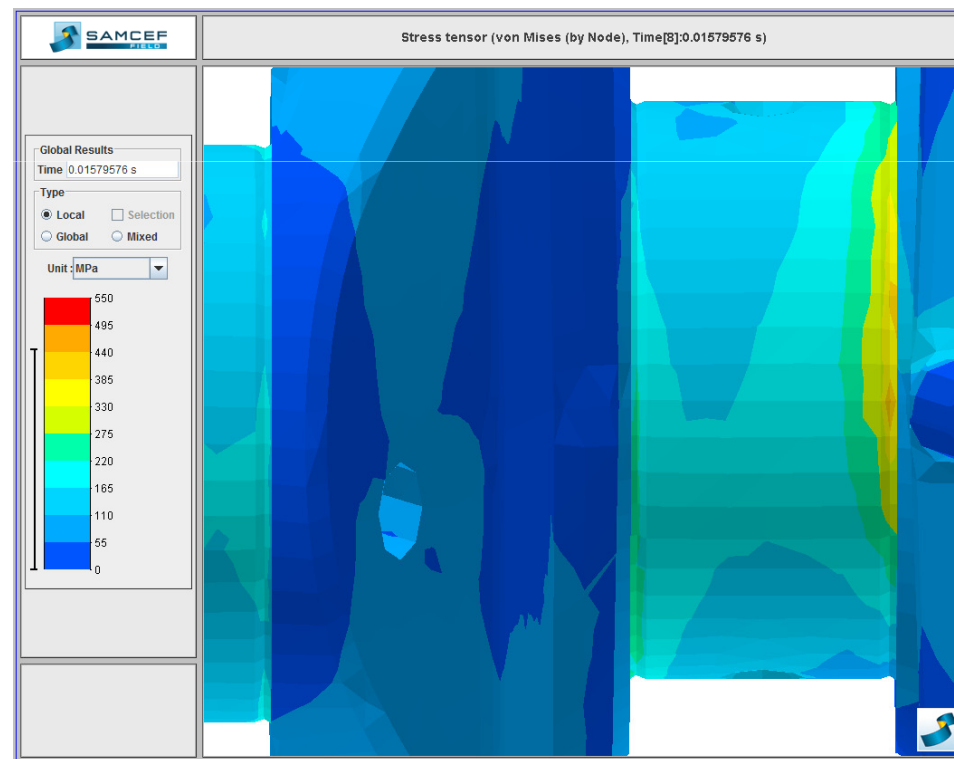 SAMCEF
FIELD
Stress tensor (von Mises (by Node), Time[8]:0.01579576 s)
Global Results
Time 0.01579576 s
Type
Local Selection
Global Mixed
Unit : MPa
550
495
440
385
330
275
220
165
110
55
0